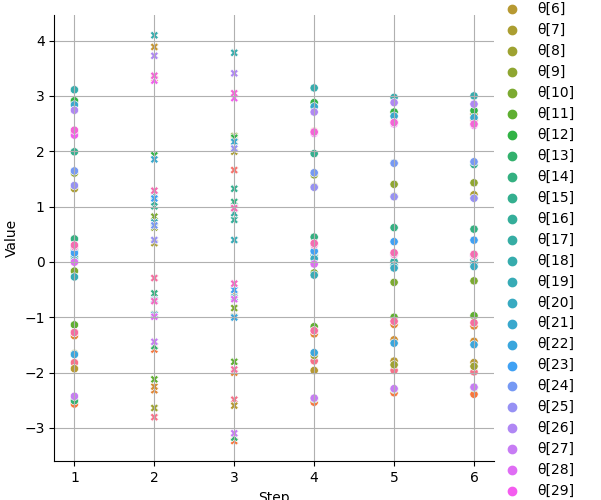 Value
4
3
2
1
0
−1
−2
−3
1 2 3 4 5 6
Step
θ[6]
θ[7]
θ[8]
θ[9]
θ[10]
θ[11]
θ[12]
θ[13]
θ[14]
θ[15]
θ[16]
θ[17]
θ[18]
θ[19]
θ[20]
θ[21]
θ[22]
θ[23]
θ[24]
θ[25]
θ[26]
θ[27]
θ[28]
θ[29]